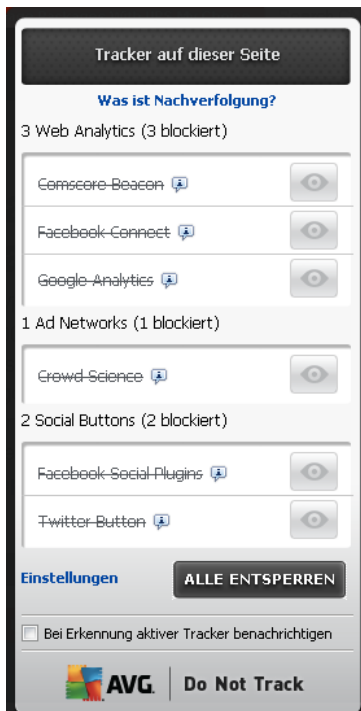 Tracker auf dieser Seite
Was ist Nachverfolgung?
3 Web Analytics (3 blockiert)
Comscore Beacon
Facebook Connect
Google Analytics
1 Ad Networks (1 blockiert)
Crowd Science
2 Social Buttons (2 blockiert)
Facebook Social Plugins
Twitter Button
Einstellungen
ALLE ENTSPERREN
Bei Erkennung aktiver Tracker benachrichtigen
AVG. Do Not Track